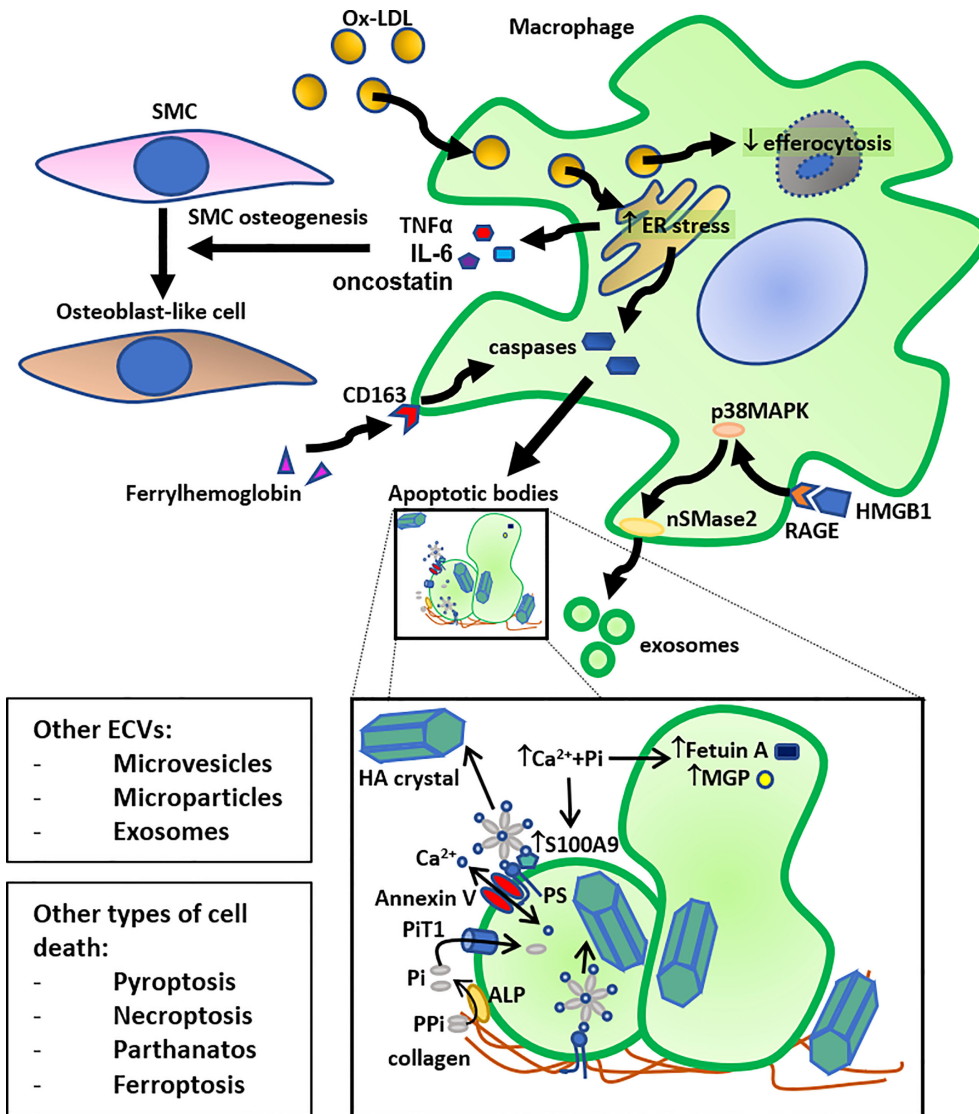 Ox-LDL
Macrophage
SMC
↓ efferocytosis
SMC osteogenesis
TNFα
IL-6
oncostatin
↑ ER stress
Osteoblast-like cell
caspases
CD163
p38MAPK
Ferrylhemoglobin
Apoptotic bodies
nSMase2
RAGE
HMGB1
exosomes
Other ECVs:
- Microvesicles
- Microparticles
- Exosomes
Other types of cell
death:
- Pyroptosis
- Necroptosis
- Parthanatos
- Ferroptosis
HA crystal
↑Ca²⁺+Pi
↑Fetuin A
↑MGP
↑S100A9
Ca²⁺
Annexin V
PS
PiT1
Pi
ALP
PPi
collagen